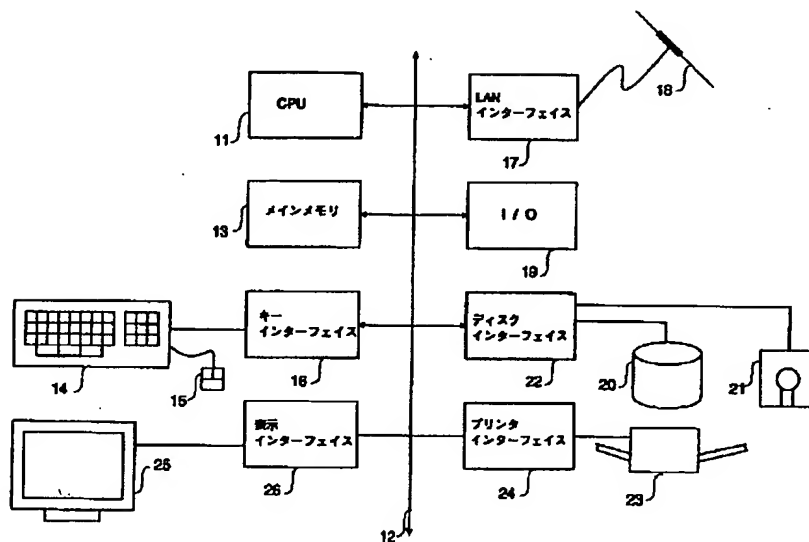 CPU
11
LAN
インターフェイス
17
18
メインメモリ
13
I/O
19
キー
インターフェイス
16
14
15
ディスク
インターフェイス
22
20
21
表示
インターフェイス
26
25
プリンタ
インターフェイス
24
23
12